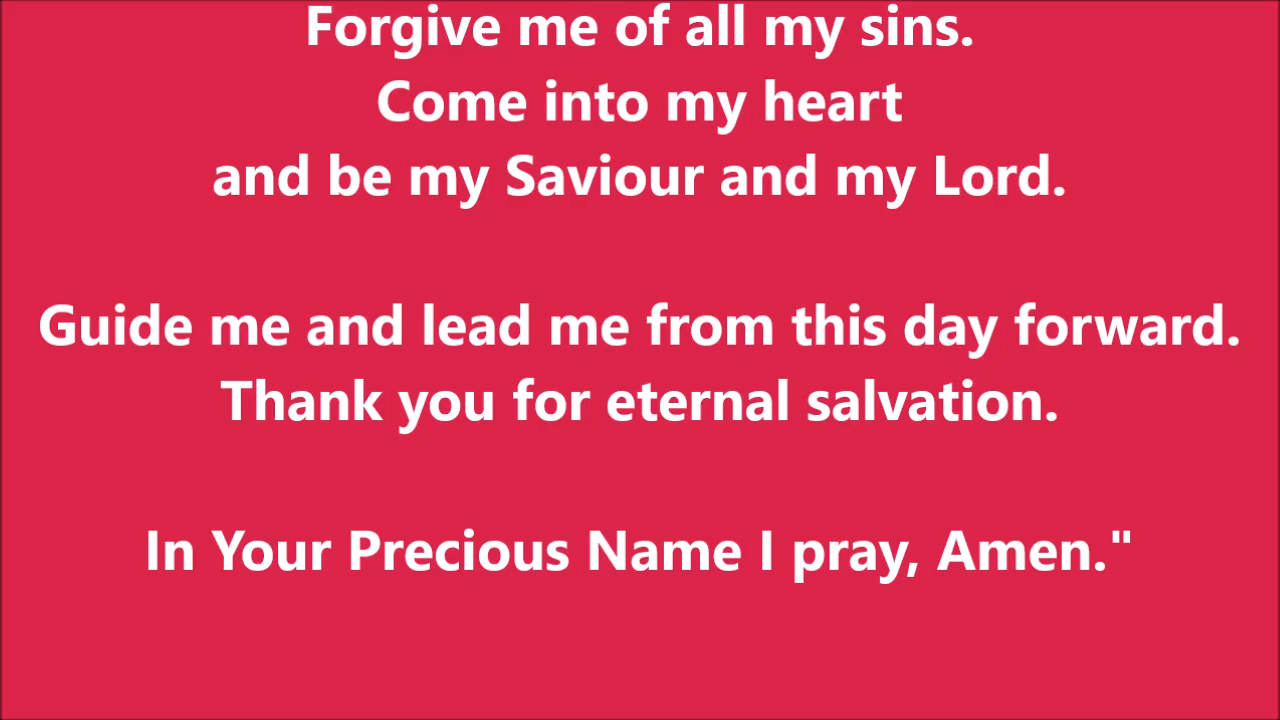 Forgive me of all my sins.
Come into my heart
and be my Saviour and my Lord.
Guide me and lead me from this day forward.
Thank you for eternal salvation.
In Your Precious Name I pray, Amen."